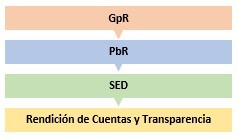 GpR
PbR
SED
Rendición de Cuentas y Transparencia